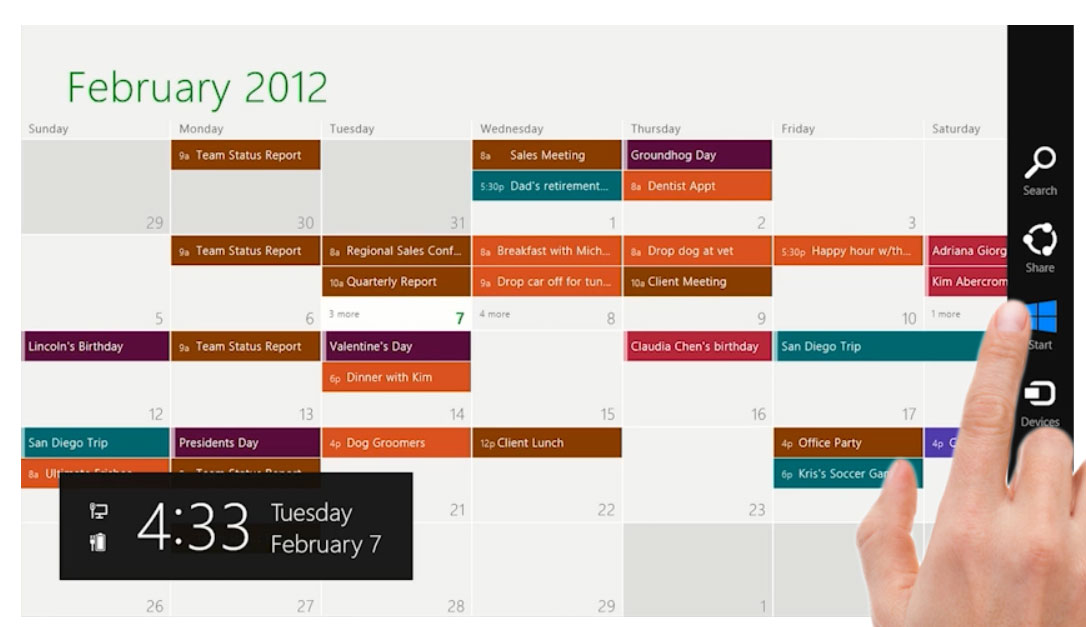 February 2012
Sunday Monday Tuesday Wednesday Thursday Friday Saturday
9a Team Status Report 8a Sales Meeting Groundhog Day
5:30p Dad's retirement... 8a Dentist Appt
Search
29 30 31 1 2 3
9a Team Status Report 8a Regional Sales Conf... 8a Breakfast with Mich... 8a Drop dog at vet 5:30p Happy hour w/th... Adriana Giorg
Share
10a Quarterly Report 9a Drop car off for tun... 10a Client Meeting Kim Abercrom
3 more 4 more 1 more
5 6 7 8 9 10
Start
Lincoln's Birthday 9a Team Status Report Valentine's Day Claudia Chen's birthday San Diego Trip
6p Dinner with Kim
12 13 14 15 16 17
Devices
San Diego Trip Presidents Day 4p Dog Groomers 12p Client Lunch 4p Office Party 4p
8a 6p Kris's Soccer
21 22 23
4:33 Tuesday
February 7
26 27 28 29 1